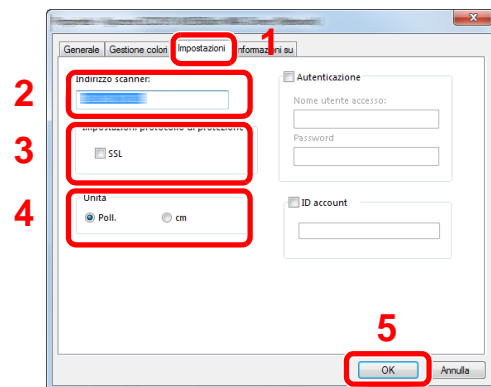 1
Generale Gestione colori Impostazioni Informazioni su
2
Indirizzo scanner:
Autenticazione
Nome utente accesso:
Password
3
Impostazioni protocollo di protezione
SSL
4
Unità
Poll. cm
ID account
5
OK Annulla